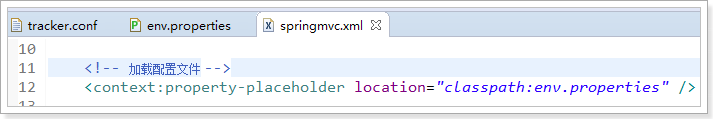 tracker.conf env.properties springmvc.xml
10
11 <!-- 加载配置文件 -->
12 <context:property-placeholder location="classpath:env.properties" />